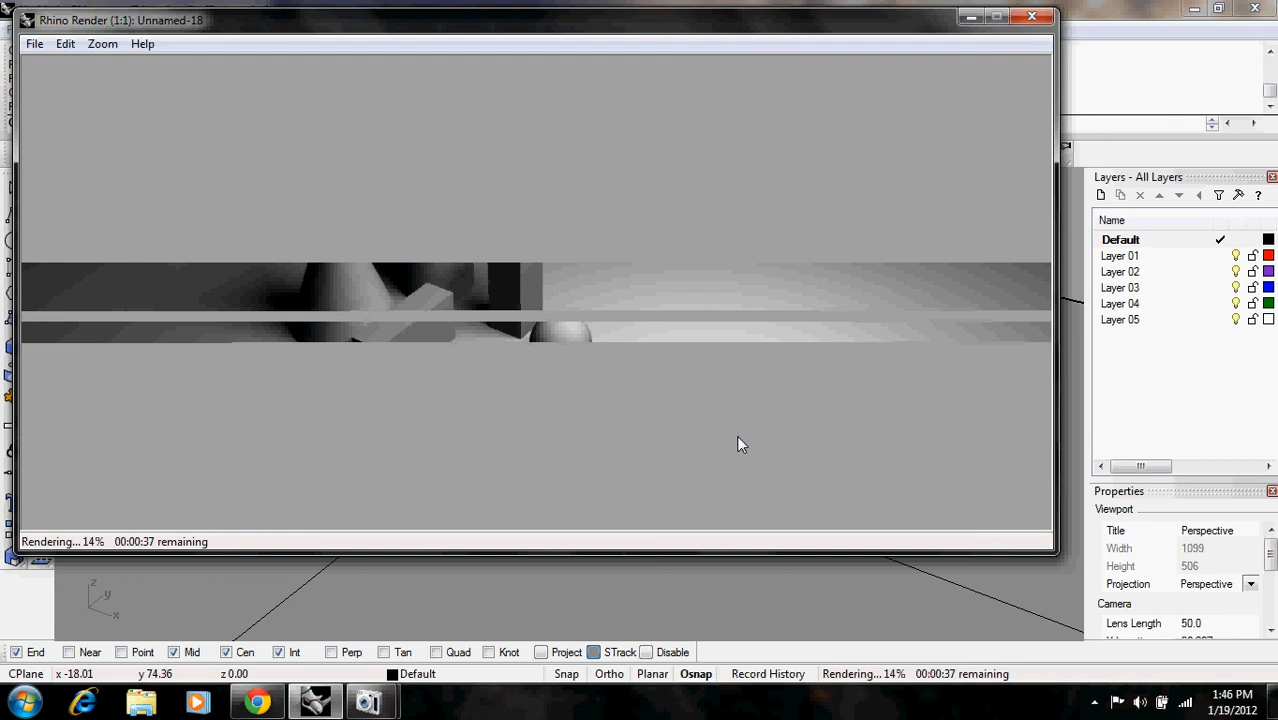 Rhino Render (1:1): Unnamed-18
File Edit Zoom Help
Rendering... 14% 00:00:37 remaining
Layers - All Layers
Name
Default
Layer 01
Layer 02
Layer 03
Layer 04
Layer 05
Properties
Viewport
Title Perspective
Width 1099
Height 506
Projection Perspective
Camera
Lens Length 50.0
z
y
x
End Near Point Mid Cen Int Perp Tan Quad Knot Project STrack Disable
CPlane x -18.01 y 74.36 z 0.00 Default Snap Ortho Planar Osnap Record History Rendering... 14% 00:00:37 remaining
1:46 PM
1/19/2012